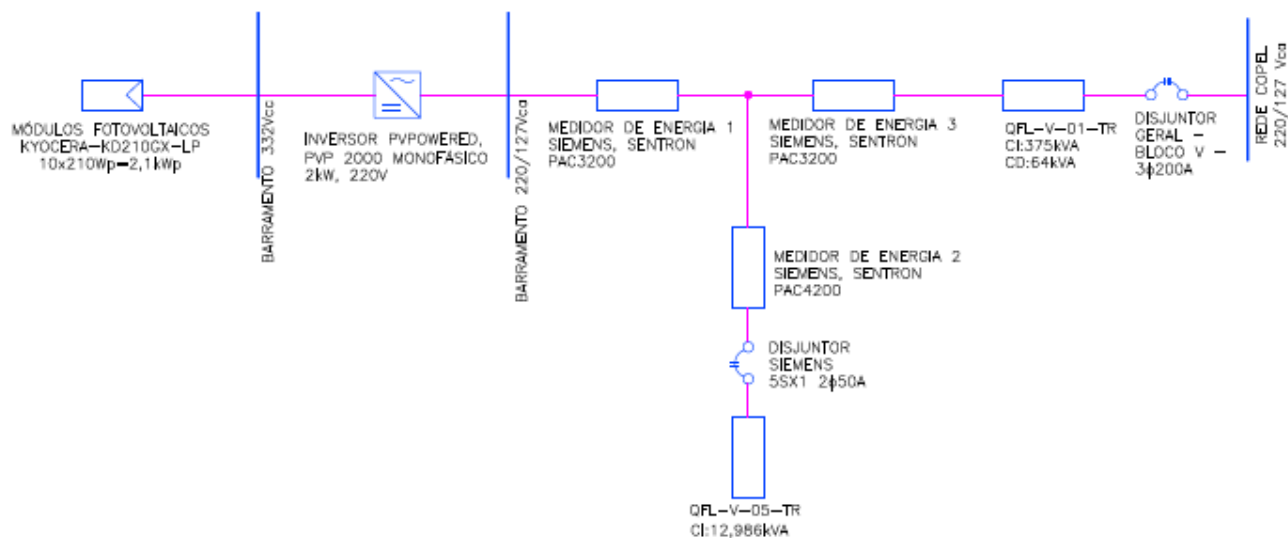 MÓDULOS FOTOVOLTAICOS
KYOCERA-KD210GX-LP
10x210Wp=2,1kWp
BARRAMENTO 332Vcc
INVERSOR PVPOWERED,
PVP 2000 MONOFÁSICO
2kW, 220V
BARRAMENTO 220/127Vca
MEDIDOR DE ENERGIA 1
SIEMENS, SENTRON
PAC3200
MEDIDOR DE ENERGIA 3
SIEMENS, SENTRON
PAC3200
QFL-V-01-TR
CI:375kVA
CD:64kVA
DISJUNTOR
GERAL -
BLOCO V -
3ϕ200A
REDE COPEL
220/127 Vca
MEDIDOR DE ENERGIA 2
SIEMENS, SENTRON
PAC4200
DISJUNTOR
SIEMENS
5SX1 2ϕ50A
QFL-V-05-TR
CI:12,986kVA